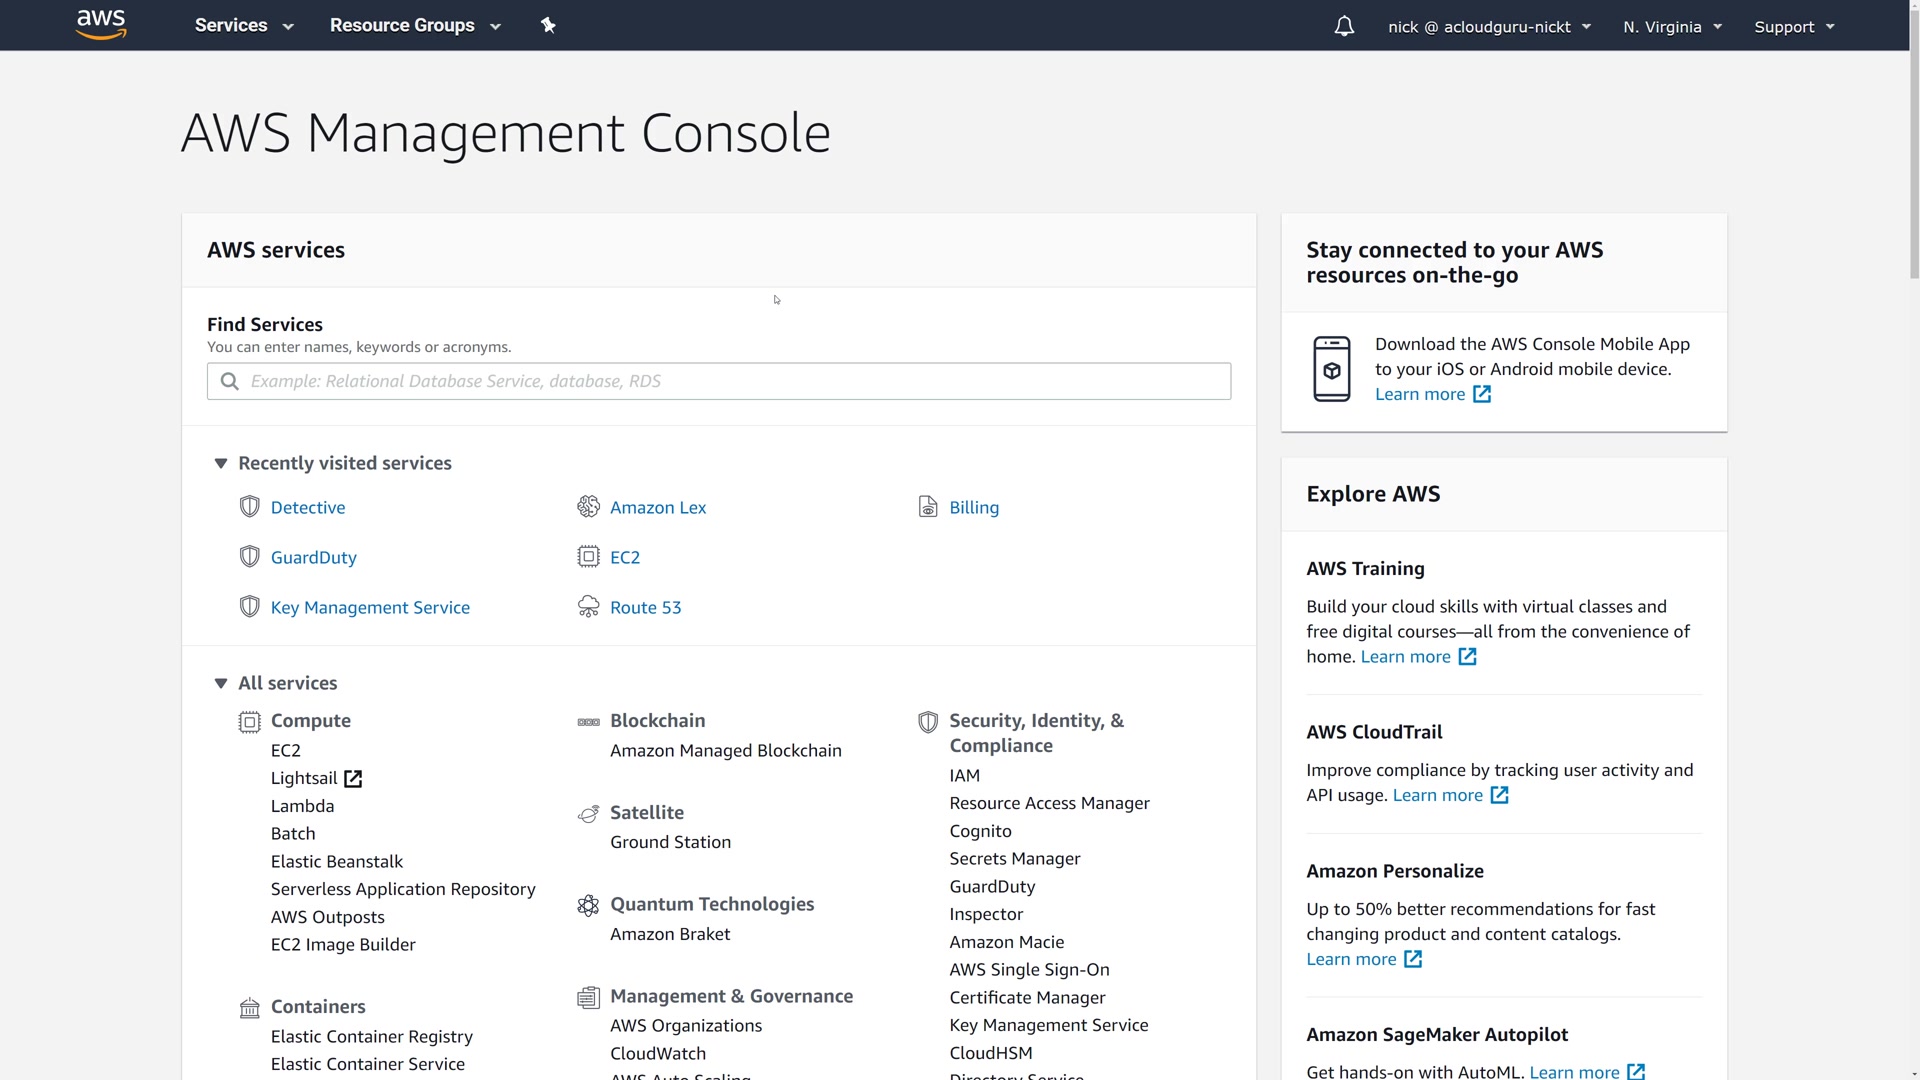 aws
Services
Resource Groups
nick @ acloudguru-nickt
N. Virginia
Support
AWS Management Console
AWS services
Find Services
You can enter names, keywords or acronyms.
Example: Relational Database Service, database, RDS
Recently visited services
Detective
Amazon Lex
Billing
GuardDuty
EC2
Key Management Service
Route 53
All services
Compute
EC2
Lightsail
Lambda
Batch
Elastic Beanstalk
Serverless Application Repository
AWS Outposts
EC2 Image Builder
Containers
Elastic Container Registry
Elastic Container Service
Blockchain
Amazon Managed Blockchain
Satellite
Ground Station
Quantum Technologies
Amazon Braket
Management & Governance
AWS Organizations
CloudWatch
AWS Auto Scaling
Security, Identity, &
Compliance
IAM
Resource Access Manager
Cognito
Secrets Manager
GuardDuty
Inspector
Amazon Macie
AWS Single Sign-On
Certificate Manager
Key Management Service
CloudHSM
Directory Service
Stay connected to your AWS
resources on-the-go
Download the AWS Console Mobile App
to your iOS or Android mobile device.
Learn more
Explore AWS
AWS Training
Build your cloud skills with virtual classes and
free digital courses—all from the convenience of
home. Learn more
AWS CloudTrail
Improve compliance by tracking user activity and
API usage. Learn more
Amazon Personalize
Up to 50% better recommendations for fast
changing product and content catalogs.
Learn more
Amazon SageMaker Autopilot
Get hands-on with AutoML. Learn more